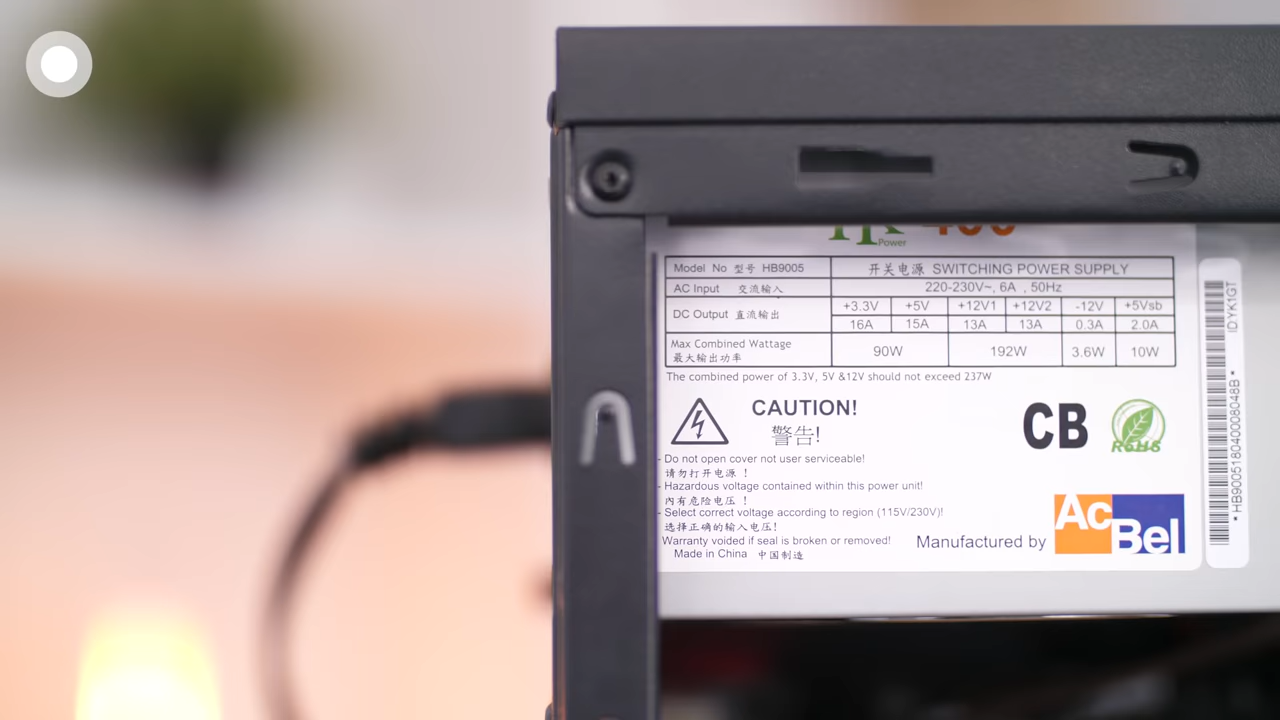 Power
Model No 型号 HB9005
开关电源 SWITCHING POWER SUPPLY
AC Input 交流输入
220-230V~, 6A , 50Hz
DC Output 直流输出
+3.3V +5V +12V1 +12V2 -12V +5Vsb
16A 15A 13A 13A 0.3A 2.0A
Max Combined Wattage
最大输出功率
90W 192W 3.6W 10W
The combined power of 3.3V, 5V &12V should not exceed 237W
CAUTION!
警告!
CB
RoHS
- Do not open cover not user serviceable!
请勿打开电源 !
- Hazardous voltage contained within this power unit!
内有危险电压 !
- Select correct voltage according to region (115V/230V)!
选择正确的输入电压!
Warranty voided if seal is broken or removed!
Made in China 中国制造
Manufactured by
AcBel
* HB900518040008048B *
ID YK1GT